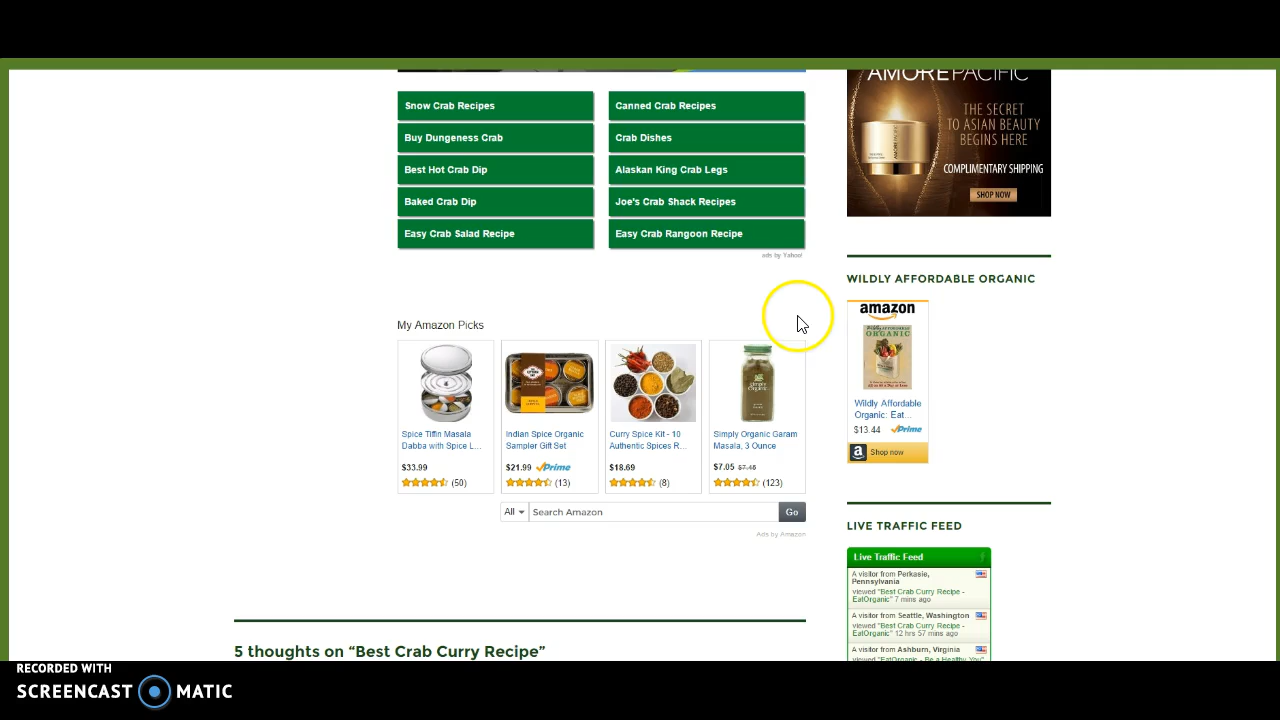 Snow Crab Recipes
Canned Crab Recipes
Buy Dungeness Crab
Crab Dishes
Best Hot Crab Dip
Alaskan King Crab Legs
Baked Crab Dip
Joe's Crab Shack Recipes
Easy Crab Salad Recipe
Easy Crab Rangoon Recipe
ads by Yahoo!
My Amazon Picks
Spice Tiffin Masala
Dabba with Spice L...
$33.99
(50)
Indian Spice Organic
Sampler Gift Set
$21.99 Prime
(13)
Curry Spice Kit - 10
Authentic Spices R...
$18.69
(8)
Simply Organic Garam
Masala, 3 Ounce
$7.05 $7.45
(123)
All
Search Amazon
Go
Ads by Amazon
5 thoughts on “Best Crab Curry Recipe”
AMOREPACIFIC
THE SECRET
TO ASIAN BEAUTY
BEGINS HERE
COMPLIMENTARY SHIPPING
SHOP NOW
WILDLY AFFORDABLE ORGANIC
amazon
ORGANIC
Wildly Affordable
Organic: Eat...
$13.44 Prime
a Shop now
LIVE TRAFFIC FEED
Live Traffic Feed
A visitor from Perkasie,
Pennsylvania
viewed "Best Crab Curry Recipe -
EatOrganic" 7 mins ago
A visitor from Seattle, Washington
viewed "Best Crab Curry Recipe -
EatOrganic" 12 hrs 57 mins ago
A visitor from Ashburn, Virginia
viewed "EatOrganic - Be a Healthy You"
RECORDED WITH
SCREENCAST MATIC